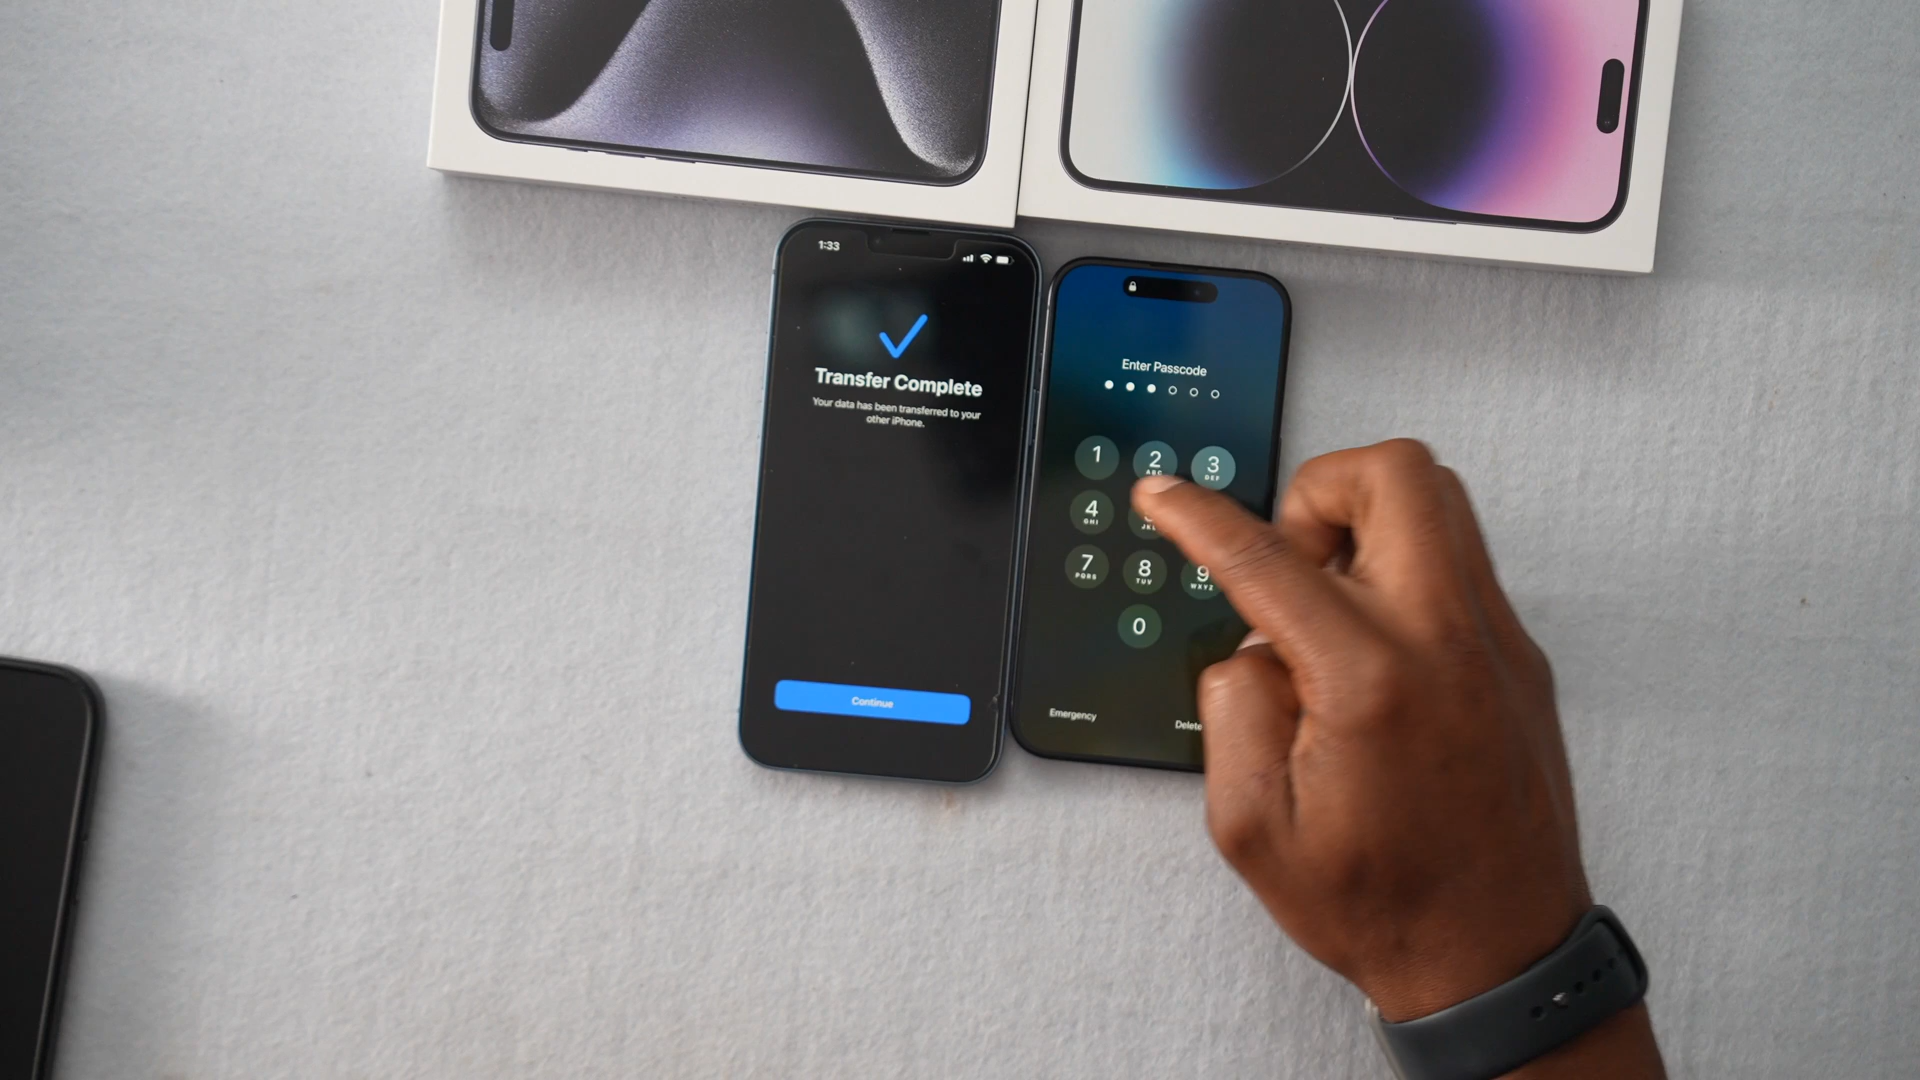 1:33
Transfer Complete
Your data has been transferred to your
other iPhone.
Continue
Enter Passcode
1
2
ABC
3
DEF
4
GHI
7
PQRS
8
TUV
9
WXYZ
0
Emergency
Delete